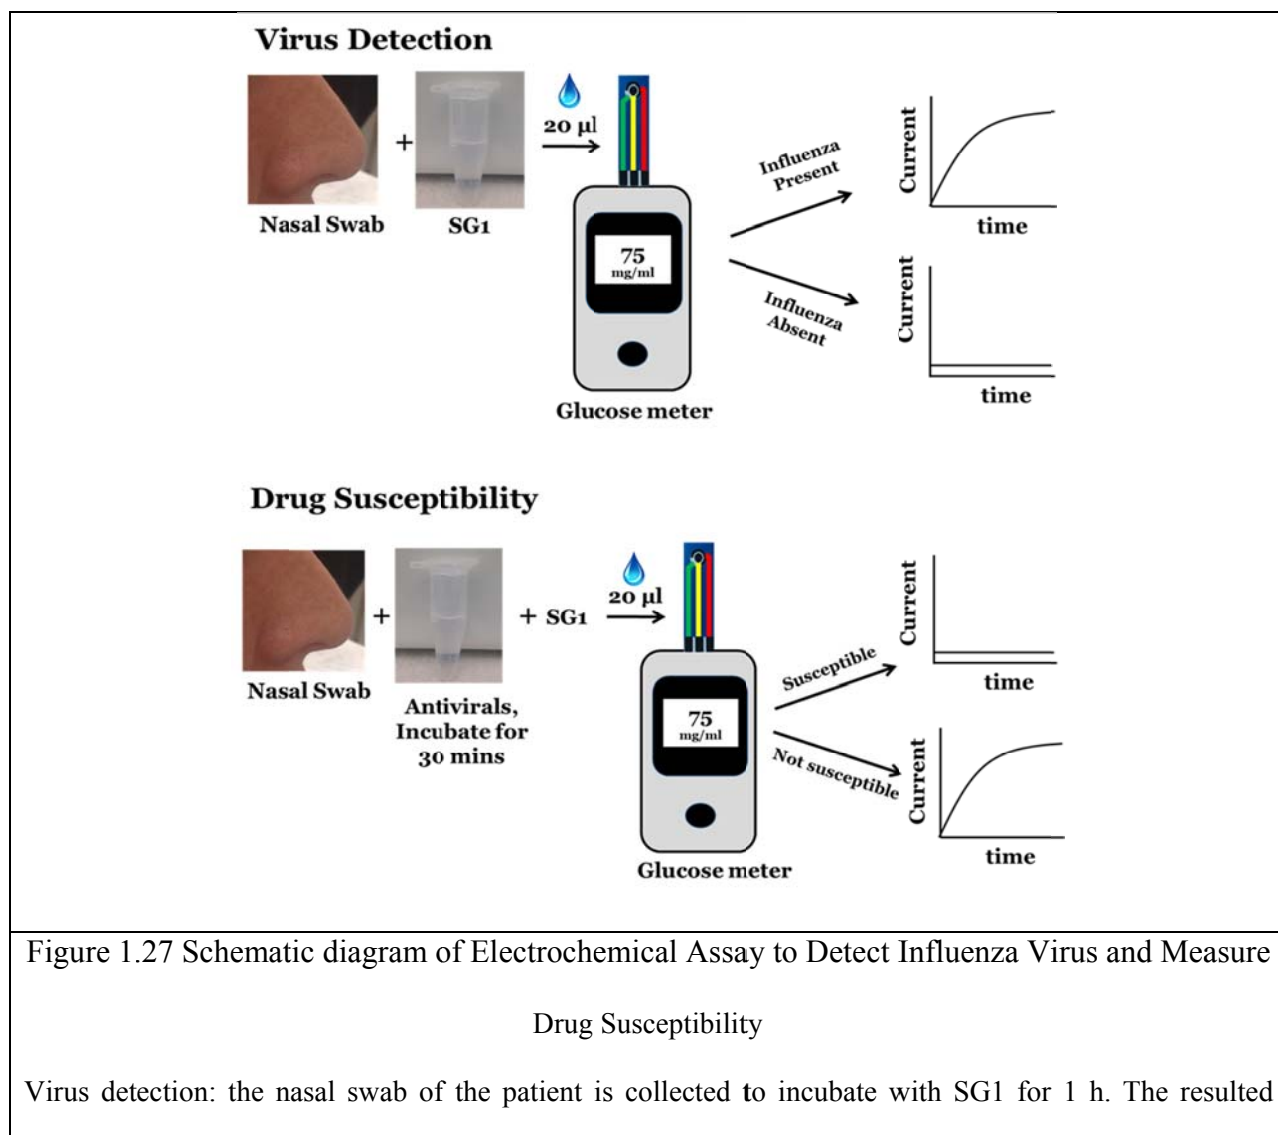 Virus Detection
+
20 µl
Nasal Swab
SG1
75
mg/ml
Glucose meter
Influenza
Present
Influenza
Absent
Current
time
Current
time
Drug Susceptibility
+
+ SG1
20 µl
Nasal Swab
Antivirals,
Incubate for
30 mins
75
mg/ml
Glucose meter
Susceptible
Not susceptible
Current
time
Current
time
Figure 1.27 Schematic diagram of Electrochemical Assay to Detect Influenza Virus and Measure
Drug Susceptibility
Virus detection: the nasal swab of the patient is collected to incubate with SG1 for 1 h. The resulted